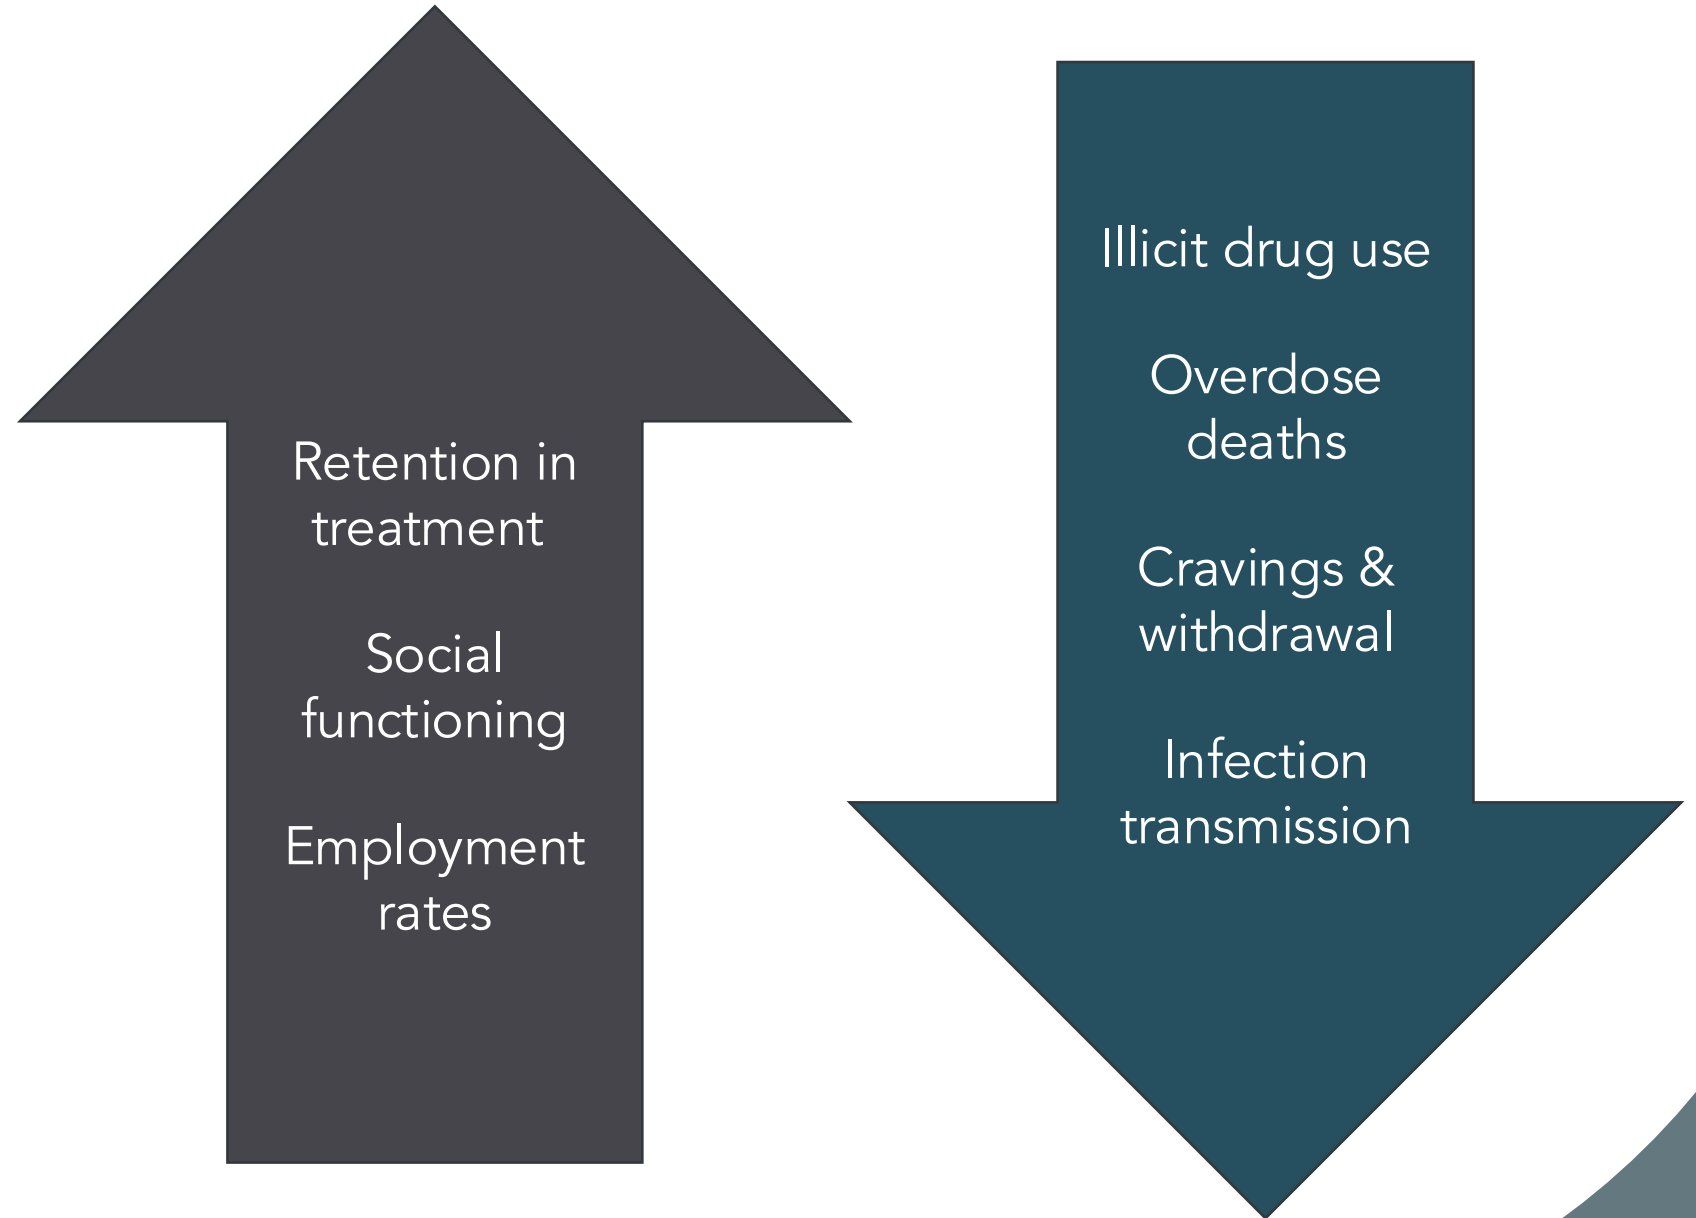 Retention in
treatment
Social
functioning
Employment
rates
Illicit drug use
Overdose
deaths
Cravings &
withdrawal
Infection
transmission